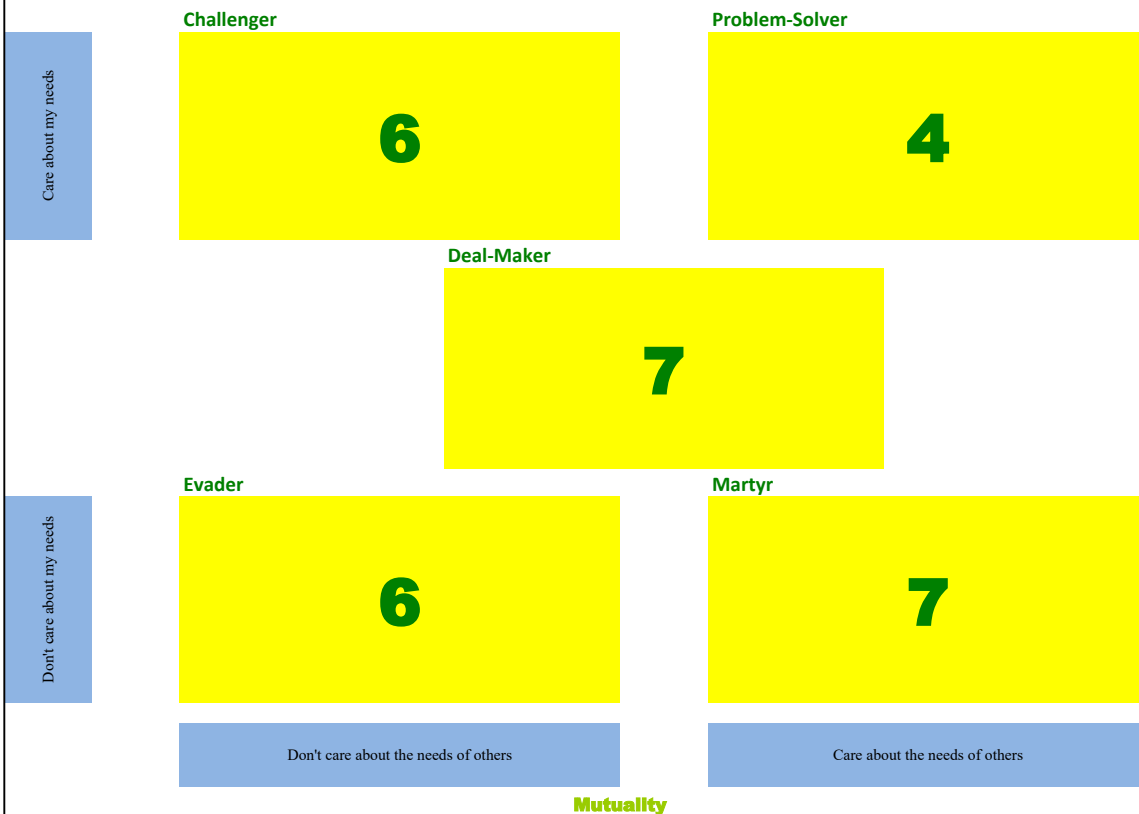 Challenger
Problem-Solver
Care about my needs
6
4
Deal-Maker
7
Evader
Martyr
Don't care about my needs
6
7
Don't care about the needs of others
Care about the needs of others
Mutuality